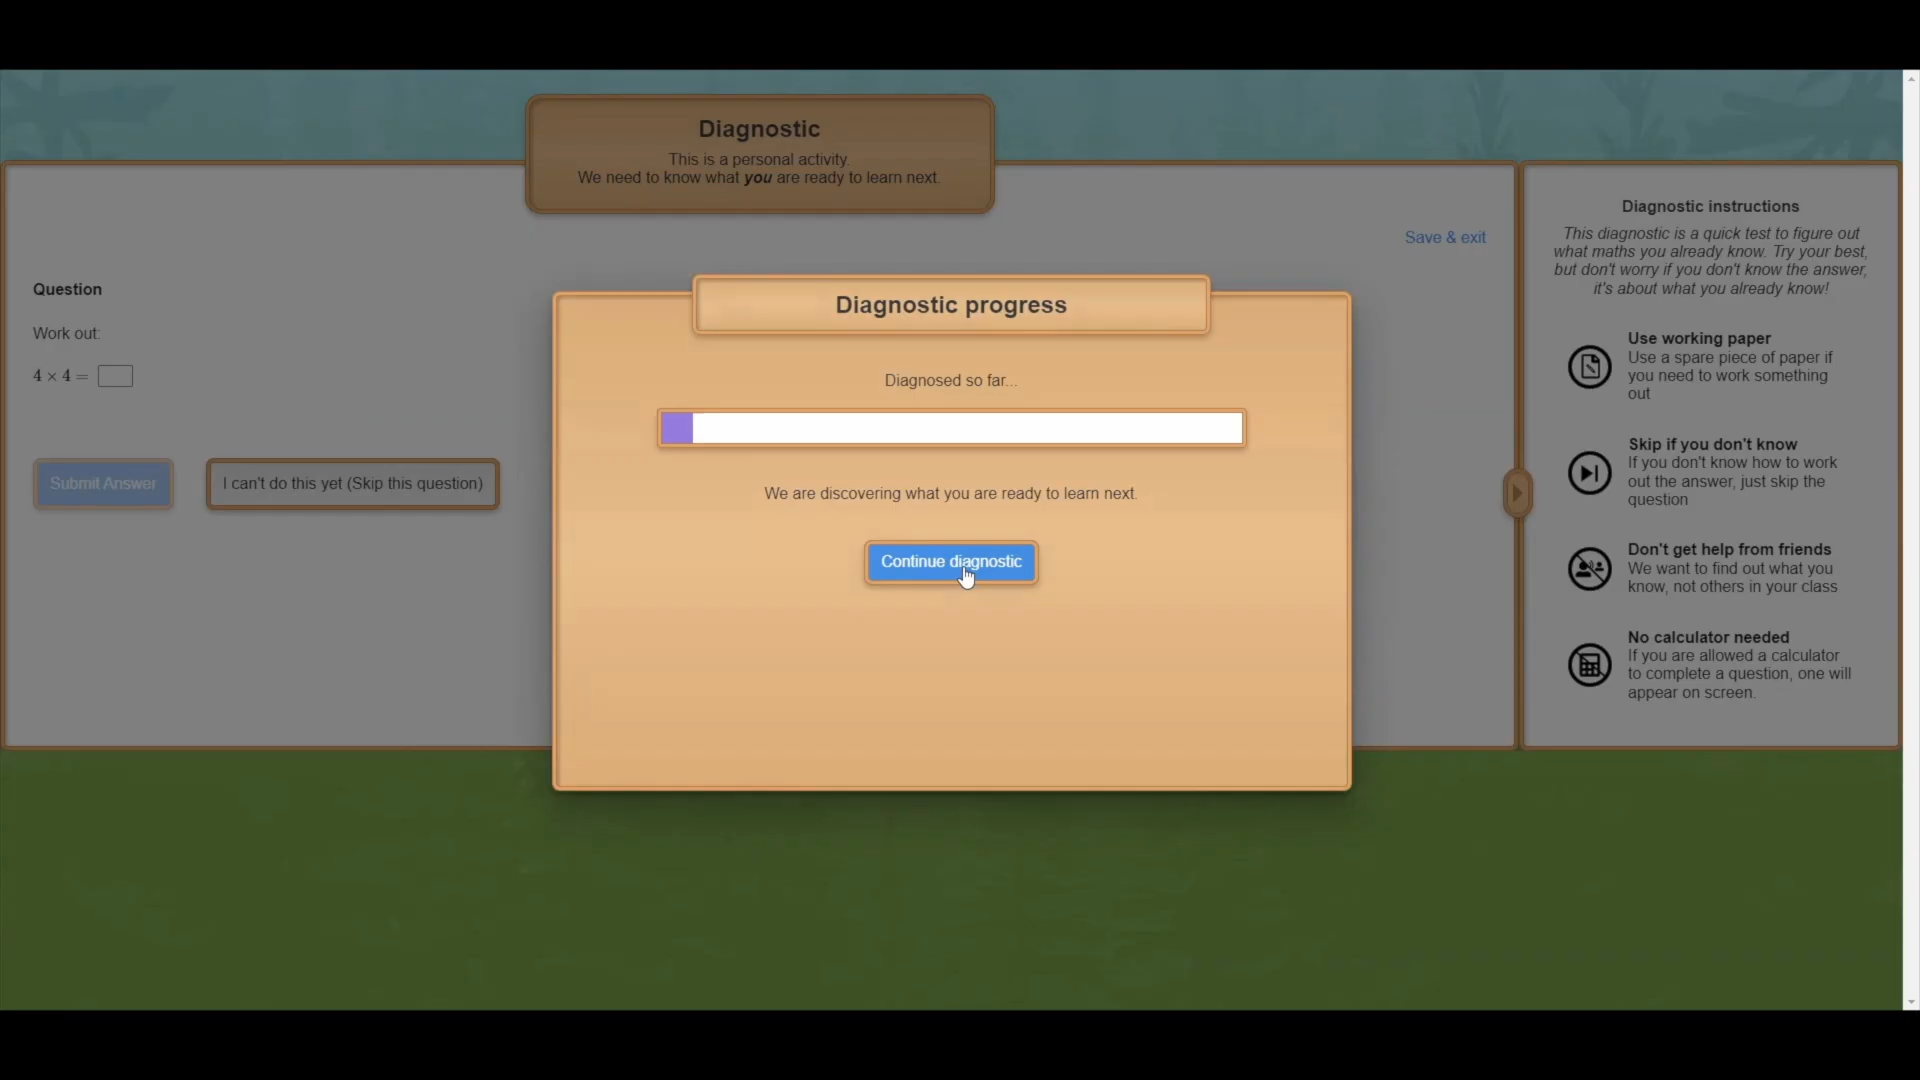 Diagnostic
This is a personal activity.
We need to know what you are ready to learn next.
Save & exit
Question
Work out:
4 × 4 =
Submit Answer
I can't do this yet (Skip this question)
Diagnostic progress
Diagnosed so far...
We are discovering what you are ready to learn next.
Continue diagnostic
Diagnostic instructions
This diagnostic is a quick test to figure out
what maths you already know. Try your best,
but don't worry if you don't know the answer,
it's about what you already know!
Use working paper
Use a spare piece of paper if
you need to work something
out
Skip if you don't know
If you don't know how to work
out the answer, just skip the
question
Don't get help from friends
We want to find out what you
know, not others in your class
No calculator needed
If you are allowed a calculator
to complete a question, one will
appear on screen.